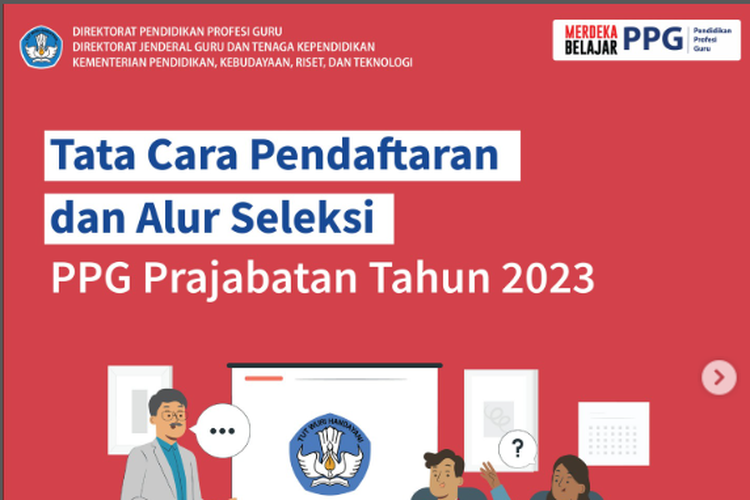 DIREKTORAT PENDIDIKAN PROFESI GURU
DIREKTORAT JENDERAL GURU DAN TENAGA KEPENDIDIKAN
KEMENTERIAN PENDIDIKAN, KEBUDAYAAN, RISET, DAN TEKNOLOGI
MERDEKA
BELAJAR
PPG
Pendidikan
Profesi
Guru
Tata Cara Pendaftaran
dan Alur Seleksi
PPG Prajabatan Tahun 2023
TUT WURI HANDAYANI
?